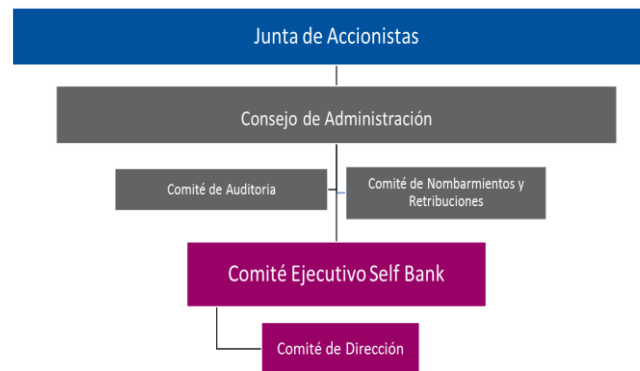 Junta de Accionistas
Consejo de Administración
Comité de Auditoria
Comité de Nombarmientos y
Retribuciones
Comité Ejecutivo Self Bank
Comité de Dirección